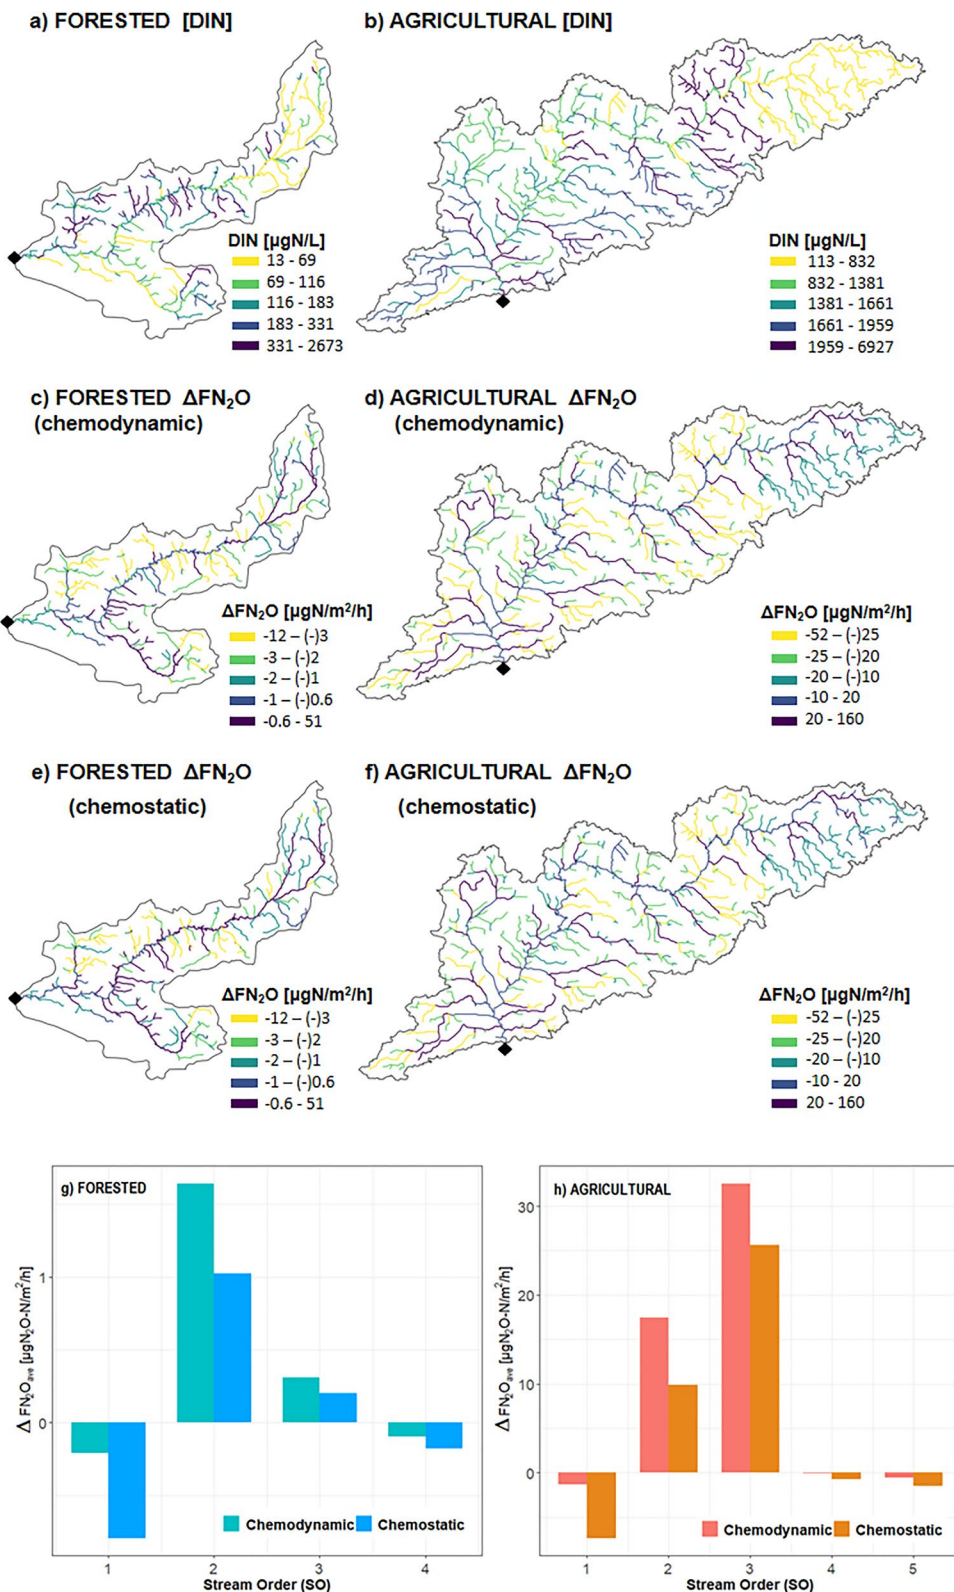 a) FORESTED [DIN]
b) AGRICULTURAL [DIN]
DIN [µgN/L]
13 - 69
69 - 116
116 - 183
183 - 331
331 - 2673
DIN [µgN/L]
113 - 832
832 - 1381
1381 - 1661
1661 - 1959
1959 - 6927
c) FORESTED ΔFN₂O
(chemodynamic)
d) AGRICULTURAL ΔFN₂O
(chemodynamic)
ΔFN₂O [µgN/m²/h]
-12 – (-)3
-3 – (-)2
-2 – (-)1
-1 – (-)0.6
-0.6 - 51
ΔFN₂O [µgN/m²/h]
-52 – (-)25
-25 – (-)20
-20 – (-)10
-10 - 20
20 - 160
e) FORESTED ΔFN₂O
(chemostatic)
f) AGRICULTURAL ΔFN₂O
(chemostatic)
ΔFN₂O [µgN/m²/h]
-12 – (-)3
-3 – (-)2
-2 – (-)1
-1 – (-)0.6
-0.6 - 51
ΔFN₂O [µgN/m²/h]
-52 – (-)25
-25 – (-)20
-20 – (-)10
-10 - 20
20 - 160
g) FORESTED
Δ FN₂Oₐᵥₑ [µgN₂O-N/m²/h]
1
0
Chemodynamic
Chemostatic
1
2
3
4
Stream Order (SO)
h) AGRICULTURAL
Δ FN₂Oₐᵥₑ [µgN₂O-N/m²/h]
30
20
10
0
Chemodynamic
Chemostatic
1
2
3
4
5
Stream Order (SO)